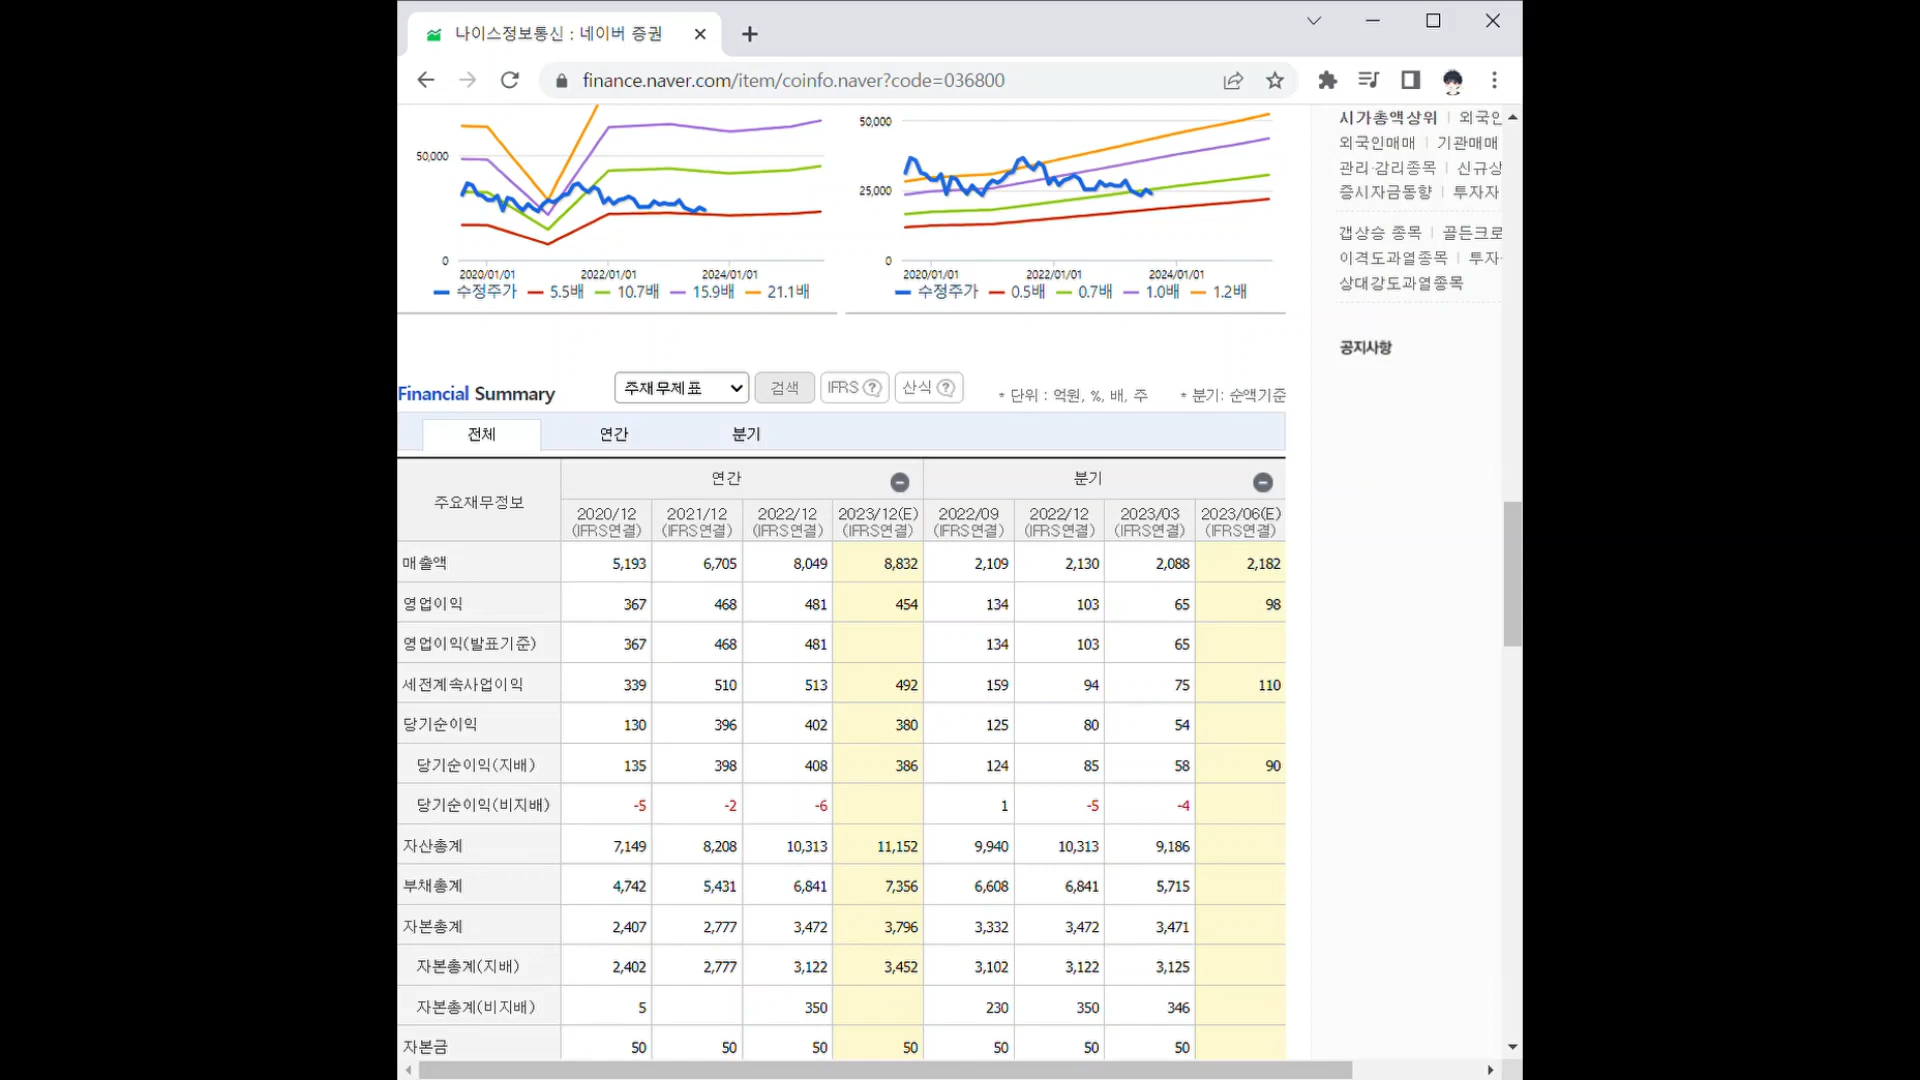 나이스정보통신 : 네이버 증권
finance.naver.com/item/coinfo.naver?code=036800
50,000
0
2020/01/01 2022/01/01 2024/01/01
수정주가 5.5배 10.7배 15.9배 21.1배
50,000
25,000
0
2020/01/01 2022/01/01 2024/01/01
수정주가 0.5배 0.7배 1.0배 1.2배
시가총액상위 외국인
외국인매매 기관매매
관리·감리종목 신규상
증시자금동향 투자자
갭상승 종목 골든크로
이격도과열종목 투자
상대강도과열종목
공지사항
Financial Summary 주재무제표 검색 IFRS ? 산식 ? * 단위 : 억원, %, 배, 주 * 분기: 순액기준
전체 연간 분기
주요재무정보 연간 분기
2020/12 2021/12 2022/12 2023/12(E) 2022/09 2022/12 2023/03 2023/06(E)
(IFRS연결) (IFRS연결) (IFRS연결) (IFRS연결) (IFRS연결) (IFRS연결) (IFRS연결) (IFRS연결)
매출액 5,193 6,705 8,049 8,832 2,109 2,130 2,088 2,182
영업이익 367 468 481 454 134 103 65 98
영업이익(발표기준) 367 468 481 134 103 65
세전계속사업이익 339 510 513 492 159 94 75 110
당기순이익 130 396 402 380 125 80 54
당기순이익(지배) 135 398 408 386 124 85 58 90
당기순이익(비지배) -5 -2 -6 1 -5 -4
자산총계 7,149 8,208 10,313 11,152 9,940 10,313 9,186
부채총계 4,742 5,431 6,841 7,356 6,608 6,841 5,715
자본총계 2,407 2,777 3,472 3,796 3,332 3,472 3,471
자본총계(지배) 2,402 2,777 3,122 3,452 3,102 3,122 3,125
자본총계(비지배) 5 350 230 350 346
자본금 50 50 50 50 50 50 50